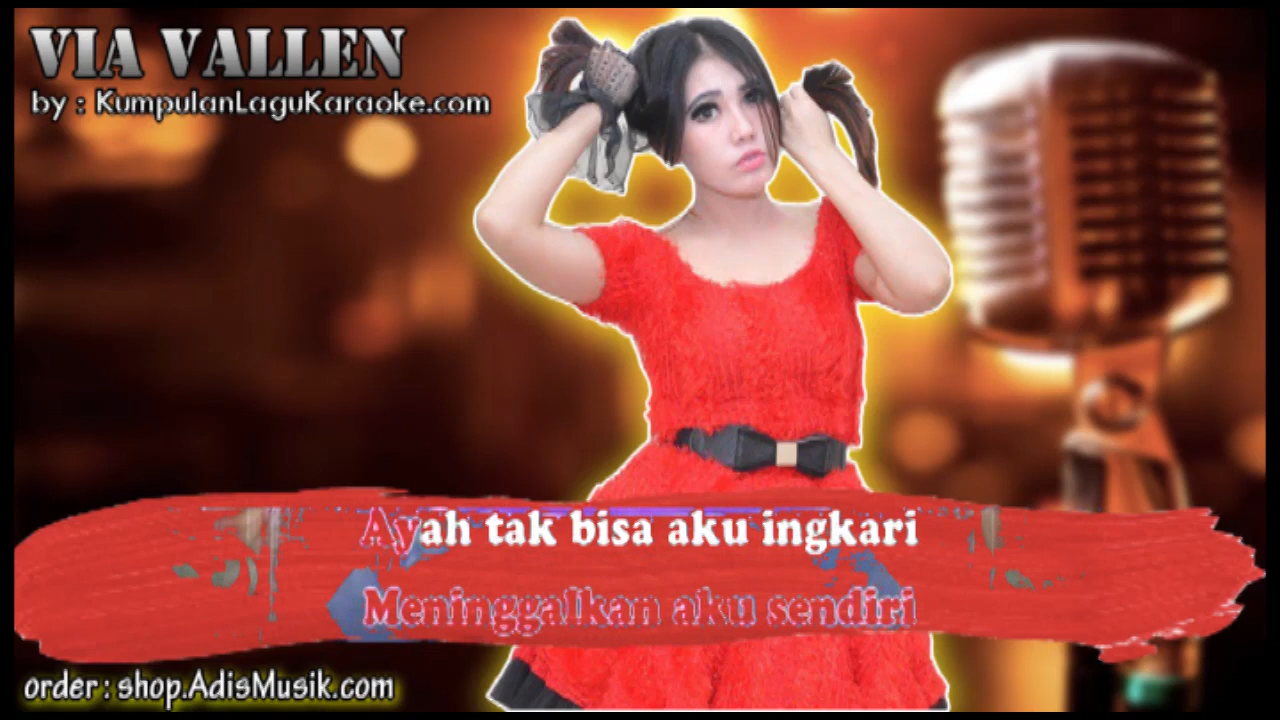 VIA VALLEN
by : KumpulanLaguKaraoke.com
Ayah tak bisa aku ingkari
Meninggalkan aku sendiri
order : shop.AdisMusik.com